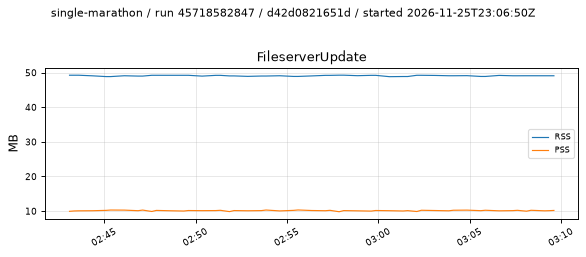 single-marathon / run 45718582847 / d42d0821651d / started 2026-11-25T23:06:50Z
FileserverUpdate
MB
50
40
30
20
10
RSS
PSS
02:45
02:50
02:55
03:00
03:05
03:10